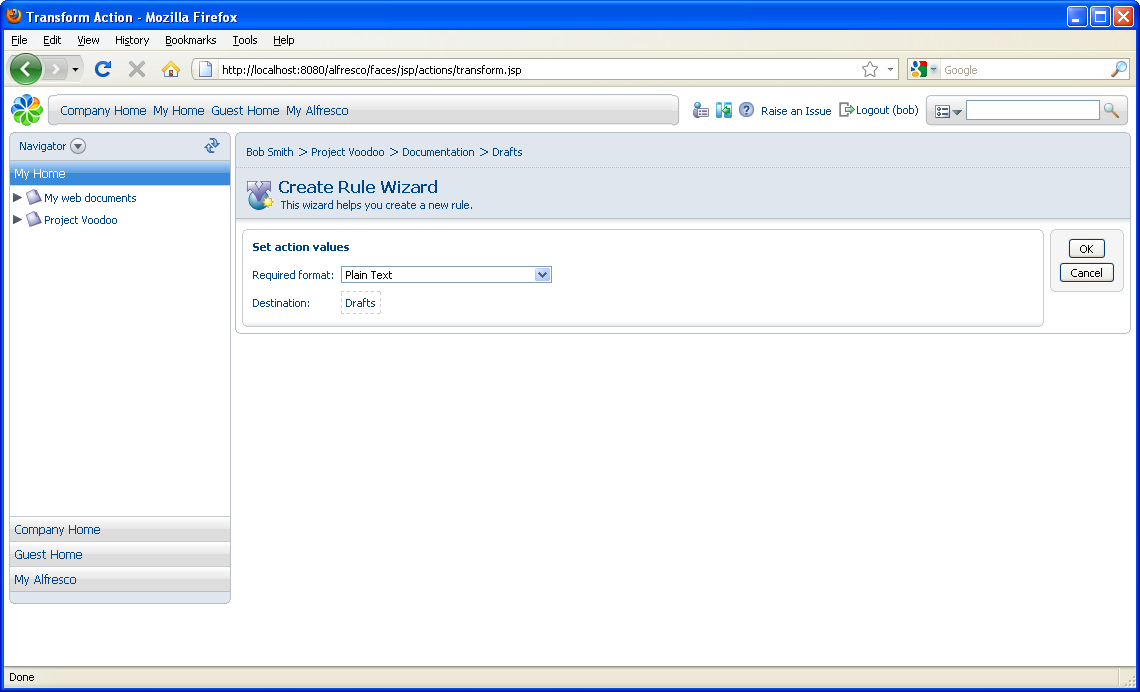 Transform Action - Mozilla Firefox
File Edit View History Bookmarks Tools Help
http://localhost:8080/alfresco/faces/jsp/actions/transform.jsp
Google
Company Home My Home Guest Home My Alfresco
Raise an Issue
Logout (bob)
Navigator
My Home
My web documents
Project Voodoo
Company Home
Guest Home
My Alfresco
Bob Smith > Project Voodoo > Documentation > Drafts
Create Rule Wizard
This wizard helps you create a new rule.
Set action values
Required format: Plain Text
Destination: Drafts
OK
Cancel
Done